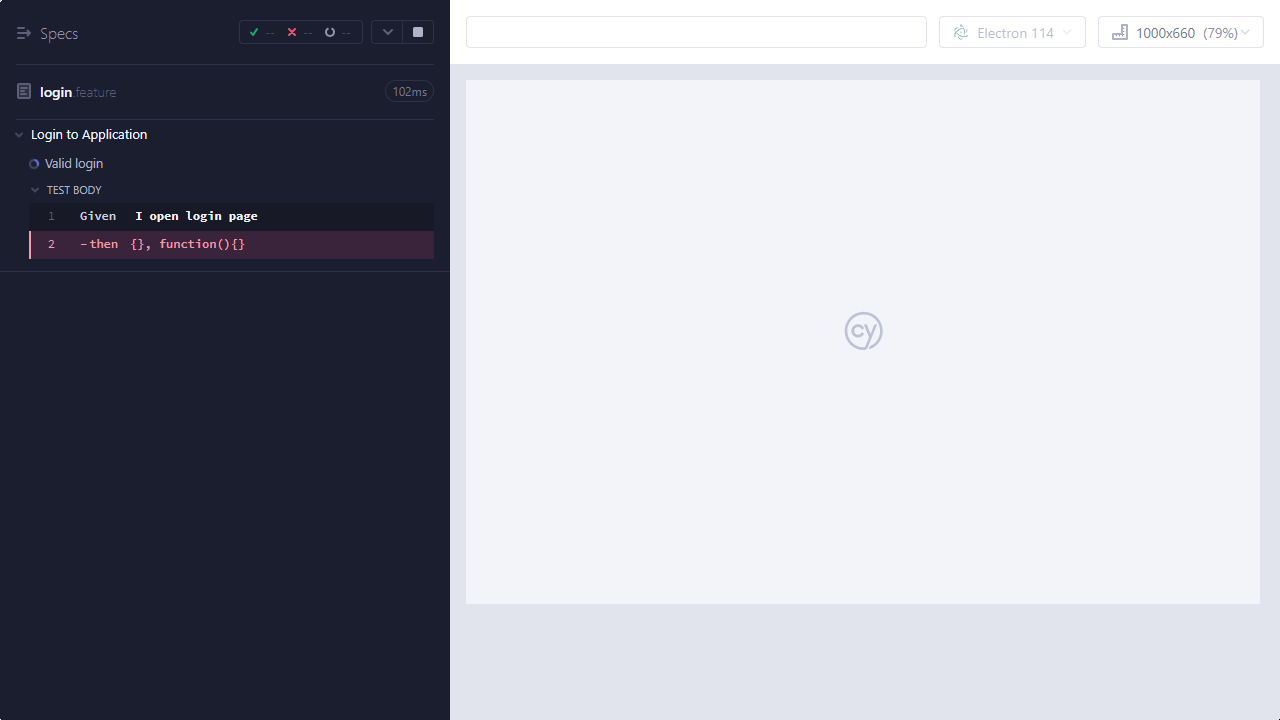 Specs
--
--
--
Electron 114
1000x660 (79%)
login.feature
102ms
Login to Application
Valid login
TEST BODY
1 Given I open login page
2 -then {}, function(){}
cy